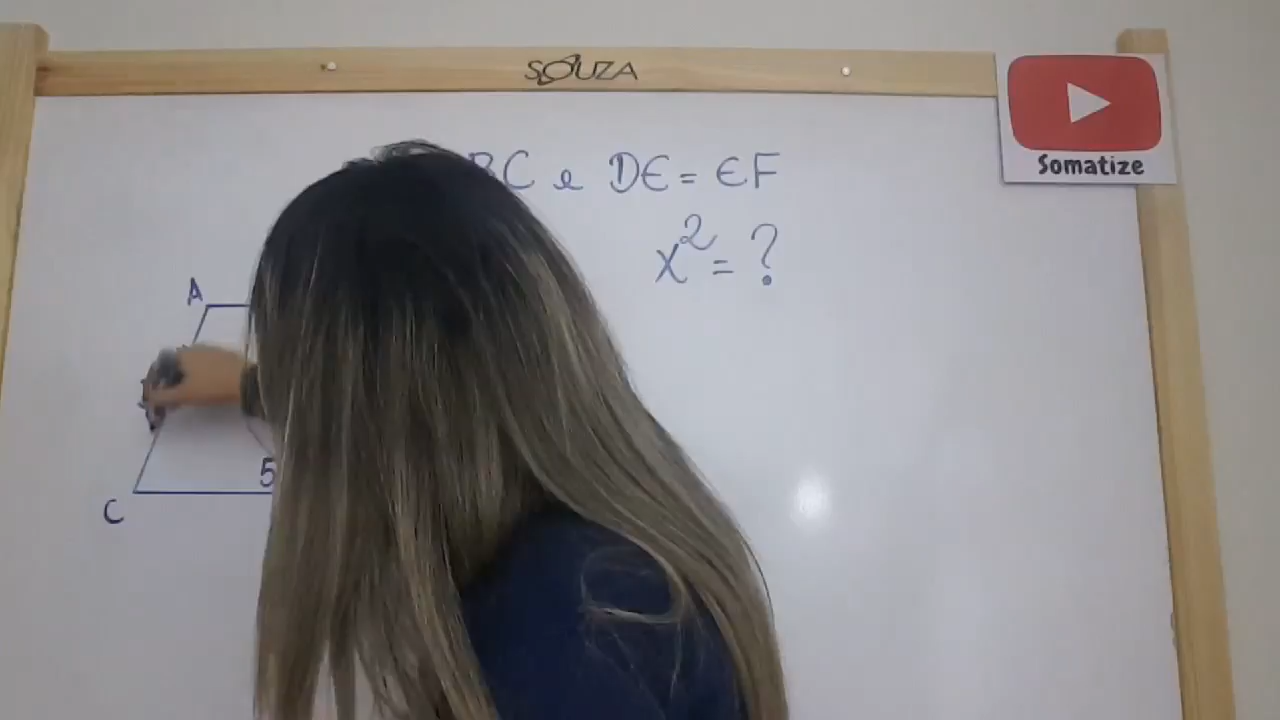 SOUZA
Somatize
BC e DE = EF
x² = ?
A
5
C